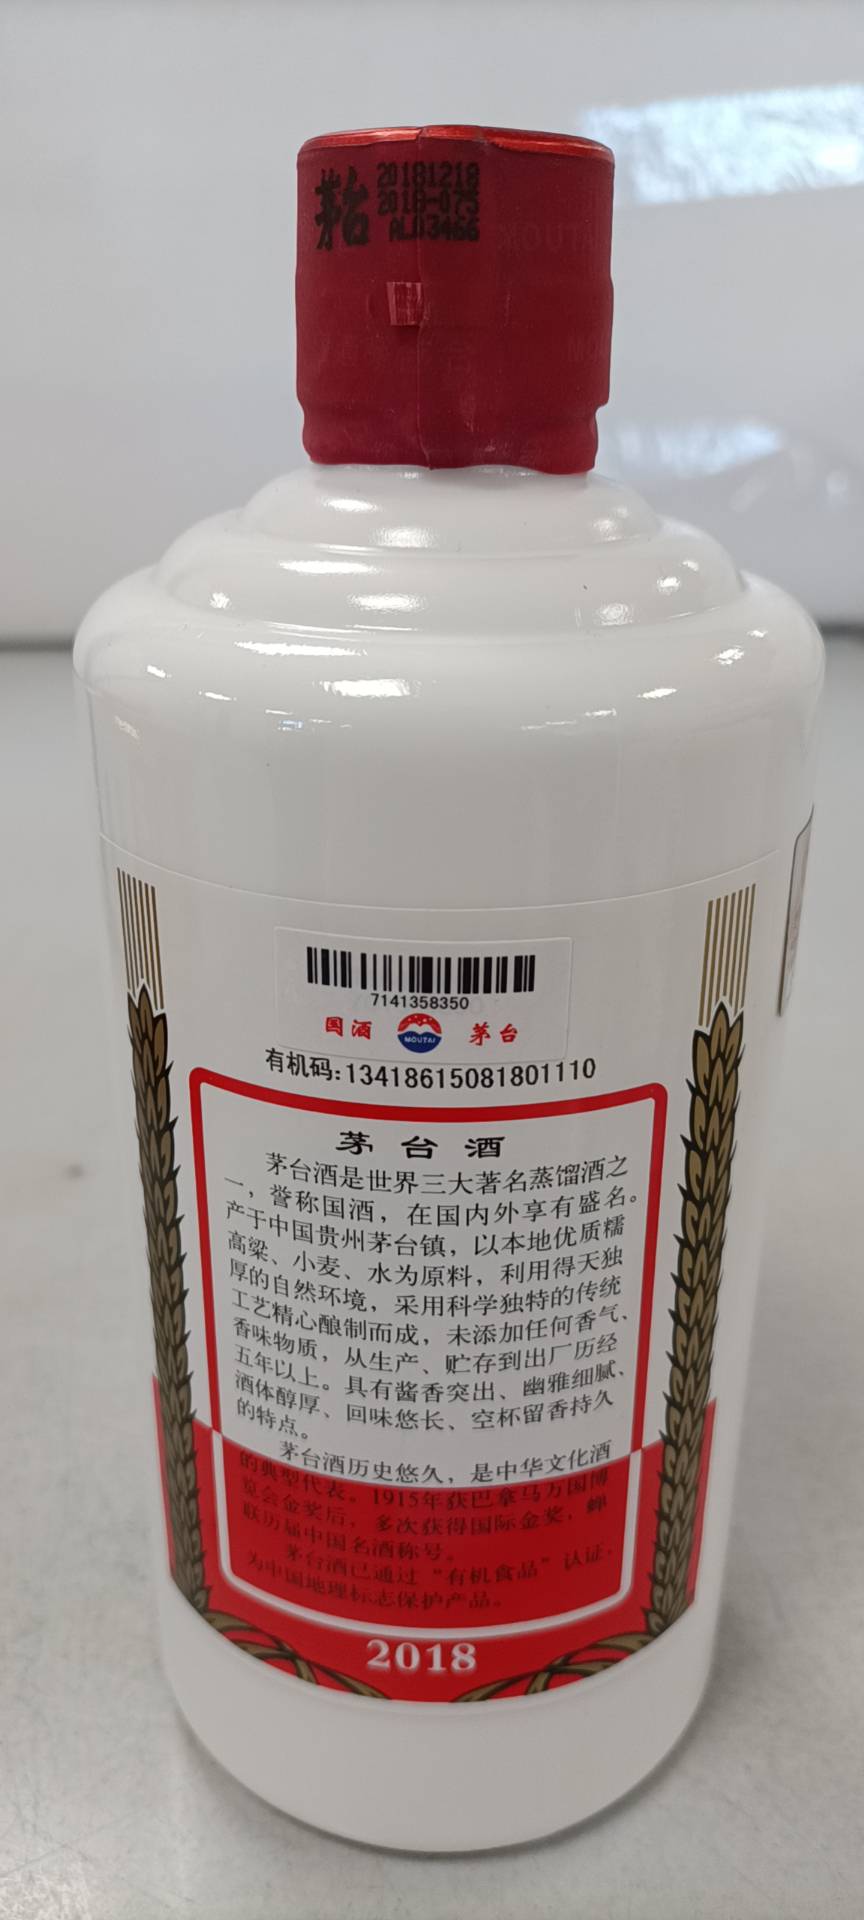 茅台
20181218
2018-075
AL03466
MOUTAI
7141358350
国酒 MOUTAI 茅台
有机码:13418615081801110
茅台酒
茅台酒是世界三大著名蒸馏酒之
一，誉称国酒，在国内外享有盛名。
产于中国贵州茅台镇，以本地优质糯
高粱、小麦、水为原料，利用得天独
厚的自然环境，采用科学独特的传统
工艺精心酿制而成，未添加任何香气、
香味物质，从生产、贮存到出厂历经
五年以上。具有酱香突出、幽雅细腻、
酒体醇厚、回味悠长、空杯留香持久
的特点。
茅台酒历史悠久，是中华文化酒
的典型代表。1915年获巴拿马万国博
览会金奖后，多次获得国际金奖，蝉
联历届中国名酒称号。
茅台酒已通过“有机食品”认证，
为中国地理标志保护产品。
2018